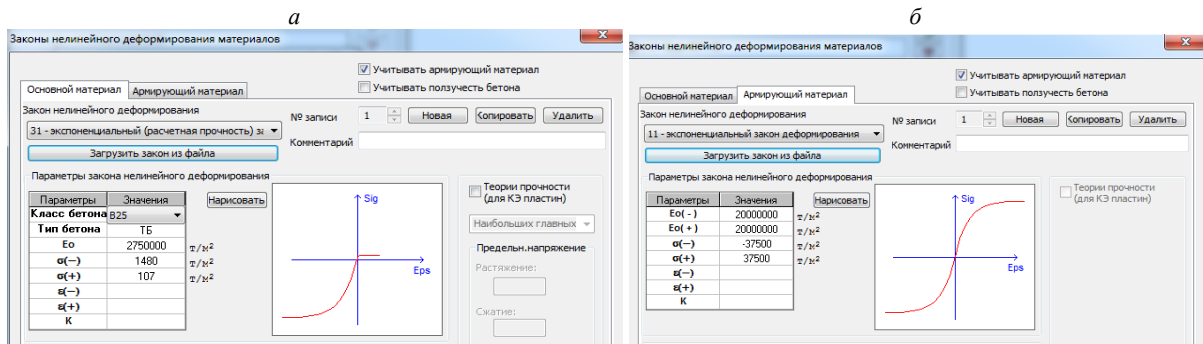 а
Законы нелинейного деформирования материалов
Учитывать армирующий материал
Учитывать ползучесть бетона
Основной материал Армирующий материал
Закон нелинейного деформирования
31 - экспоненциальный (расчетная прочность) за
Загрузить закон из файла
№ записи 1 Новая Копировать Удалить
Комментарий
Параметры закона нелинейного деформирования
Параметры Значения Нарисовать
Класс бетона B25
Тип бетона ТБ
Eo 2750000 т/м²
σ(−) 1480 т/м²
σ(+) 107 т/м²
ε(−)
ε(+)
К
Sig
Eps
Теории прочности
(для КЭ пластин)
Наибольших главных
Предельн.напряжение
Растяжение:
Сжатие:
б
Законы нелинейного деформирования материалов
Учитывать армирующий материал
Учитывать ползучесть бетона
Основной материал Армирующий материал
Закон нелинейного деформирования
11 - экспоненциальный закон деформирования
Загрузить закон из файла
№ записи 1 Новая Копировать Удалить
Комментарий
Параметры закона нелинейного деформирования
Параметры Значения Нарисовать
Eo( - ) 20000000 т/м²
Eo( + ) 20000000 т/м²
σ(−) -37500 т/м²
σ(+) 37500 т/м²
ε(−)
ε(+)
К
Sig
Eps
Теории прочности
(для КЭ пластин)